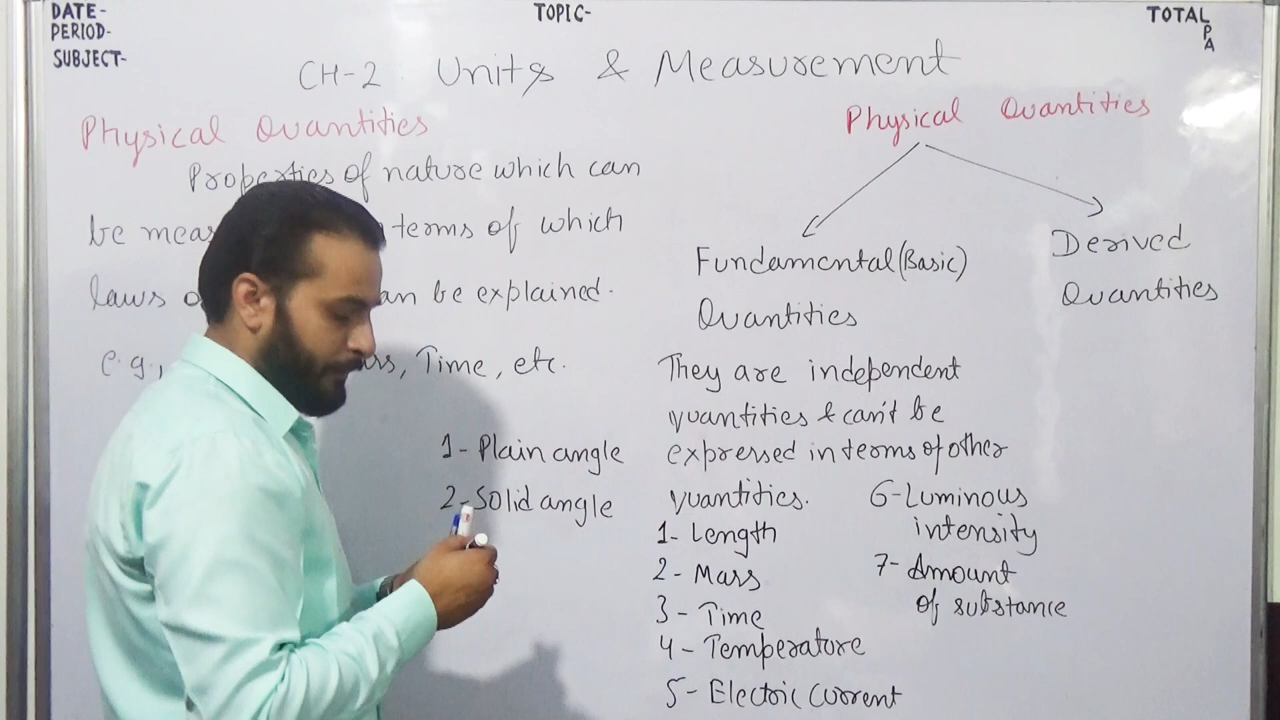 DATE-
PERIOD-
SUBJECT-
TOPIC-
TOTAL
P
A
CH-2 Units & Measurement
Physical Quantities
Properties of nature which can
be meas terms of which
laws an be explained.
e.g., Time, etc.
1- Plain angle
2- Solid angle
Physical Quantities
Fundamental (Basic)
Quantities
Derived
Quantities
They are independent
quantities & can't be
expressed in terms of other
quantities.
1- Length
2- Mass
3- Time
4- Temperature
5- Electric Current
6- Luminous
intensity
7- Amount
of substance